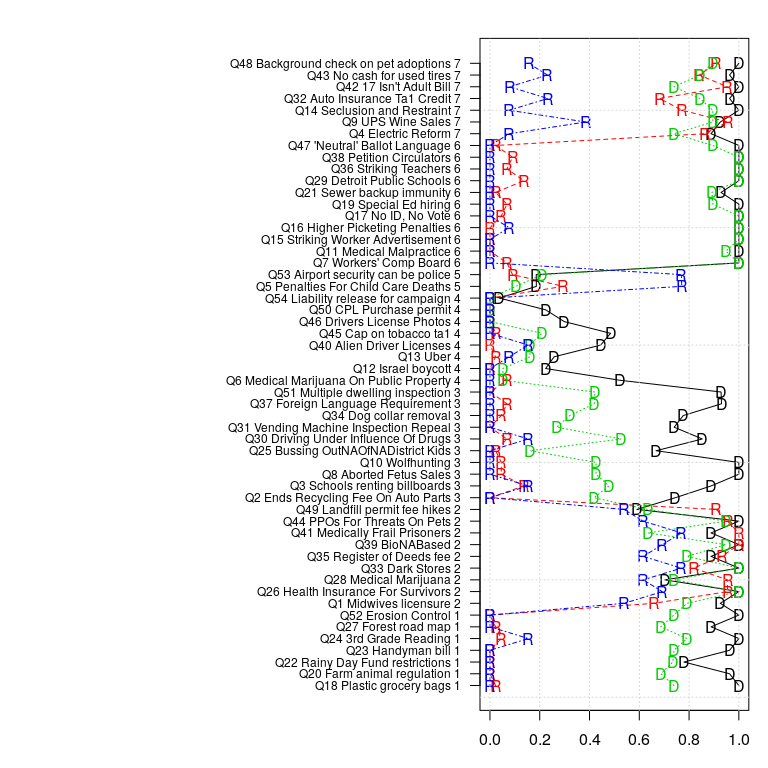 Q48 Background check on pet adoptions 7
Q43 No cash for used tires 7
Q42 17 Isn't Adult Bill 7
Q32 Auto Insurance Ta1 Credit 7
Q14 Seclusion and Restraint 7
Q9 UPS Wine Sales 7
Q4 Electric Reform 7
Q47 'Neutral' Ballot Language 6
Q38 Petition Circulators 6
Q36 Striking Teachers 6
Q29 Detroit Public Schools 6
Q21 Sewer backup immunity 6
Q19 Special Ed hiring 6
Q17 No ID, No Vote 6
Q16 Higher Picketing Penalties 6
Q15 Striking Worker Advertisement 6
Q11 Medical Malpractice 6
Q7 Workers' Comp Board 6
Q53 Airport security can be police 5
Q5 Penalties For Child Care Deaths 5
Q54 Liability release for campaign 4
Q50 CPL Purchase permit 4
Q46 Drivers License Photos 4
Q45 Cap on tobacco ta1 4
Q40 Alien Driver Licenses 4
Q13 Uber 4
Q12 Israel boycott 4
Q6 Medical Marijuana On Public Property 4
Q51 Multiple dwelling inspection 3
Q37 Foreign Language Requirement 3
Q34 Dog collar removal 3
Q31 Vending Machine Inspection Repeal 3
Q30 Driving Under Influence Of Drugs 3
Q25 Bussing OutNAOfNADistrict Kids 3
Q10 Wolfhunting 3
Q8 Aborted Fetus Sales 3
Q3 Schools renting billboards 3
Q2 Ends Recycling Fee On Auto Parts 3
Q49 Landfill permit fee hikes 2
Q44 PPOs For Threats On Pets 2
Q41 Medically Frail Prisoners 2
Q39 BioNABased 2
Q35 Register of Deeds fee 2
Q33 Dark Stores 2
Q28 Medical Marijuana 2
Q26 Health Insurance For Survivors 2
Q1 Midwives licensure 2
Q52 Erosion Control 1
Q27 Forest road map 1
Q24 3rd Grade Reading 1
Q23 Handyman bill 1
Q22 Rainy Day Fund restrictions 1
Q20 Farm animal regulation 1
Q18 Plastic grocery bags 1
0.0 0.2 0.4 0.6 0.8 1.0